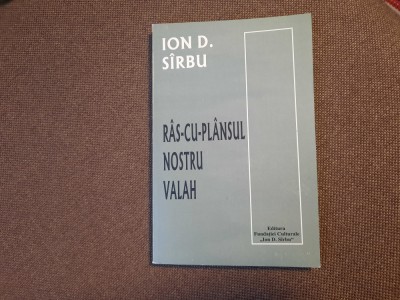 ION D.
SÎRBU
RÂS-CU-PLÂNSUL
NOSTRU
VALAH
Editura
Fundației Culturale
„Ion D. Sîrbu"